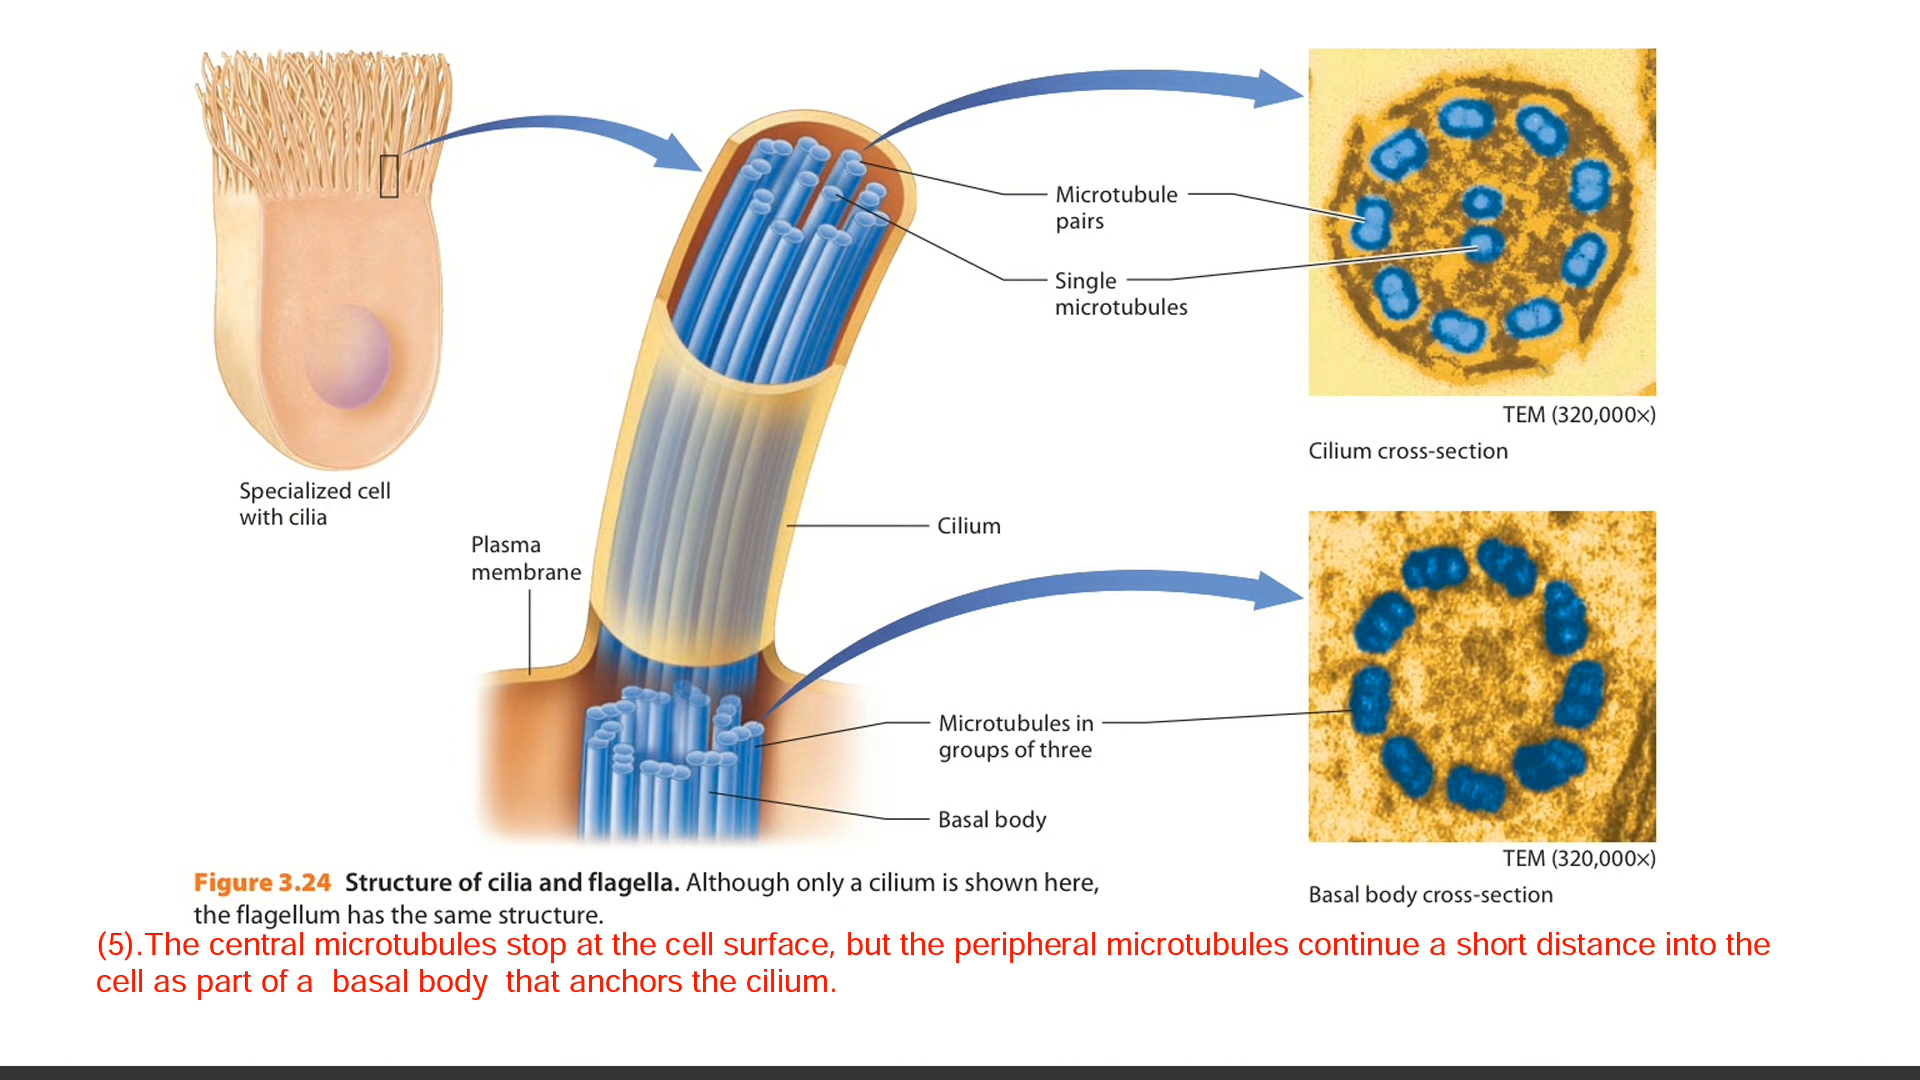 Microtubule
pairs
Single
microtubules
TEM (320,000×)
Cilium cross-section
Specialized cell
with cilia
Plasma
membrane
Cilium
Microtubules in
groups of three
Basal body
TEM (320,000×)
Basal body cross-section
Figure 3.24 Structure of cilia and flagella. Although only a cilium is shown here,
the flagellum has the same structure.
(5).The central microtubules stop at the cell surface, but the peripheral microtubules continue a short distance into the
cell as part of a basal body that anchors the cilium.